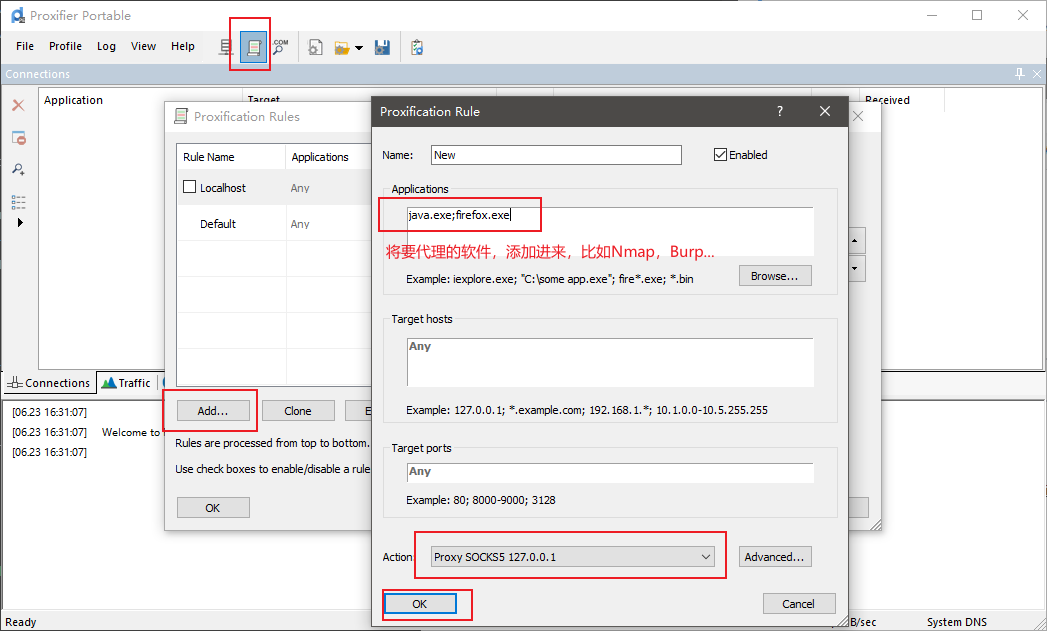 Proxifier Portable
File Profile Log View Help
.COM
Connections
Application Target Received
Proxification Rules
Rule Name Applications
Localhost Any
Default Any
Add... Clone E
Rules are processed from top to bottom.
Use check boxes to enable/disable a rule
OK
Proxification Rule ?
Name: New Enabled
Applications
java.exe;firefox.exe
将要代理的软件，添加进来，比如Nmap，Burp...
Example: iexplore.exe; "C:\some app.exe"; fire*.exe; *.bin Browse...
Target hosts
Any
Example: 127.0.0.1; *.example.com; 192.168.1.*; 10.1.0.0-10.5.255.255
Target ports
Any
Example: 80; 8000-9000; 3128
Action: Proxy SOCKS5 127.0.0.1 Advanced...
OK Cancel
Connections Traffic
[06.23 16:31:07]
[06.23 16:31:07] Welcome to
[06.23 16:31:07]
Ready B/sec System DNS